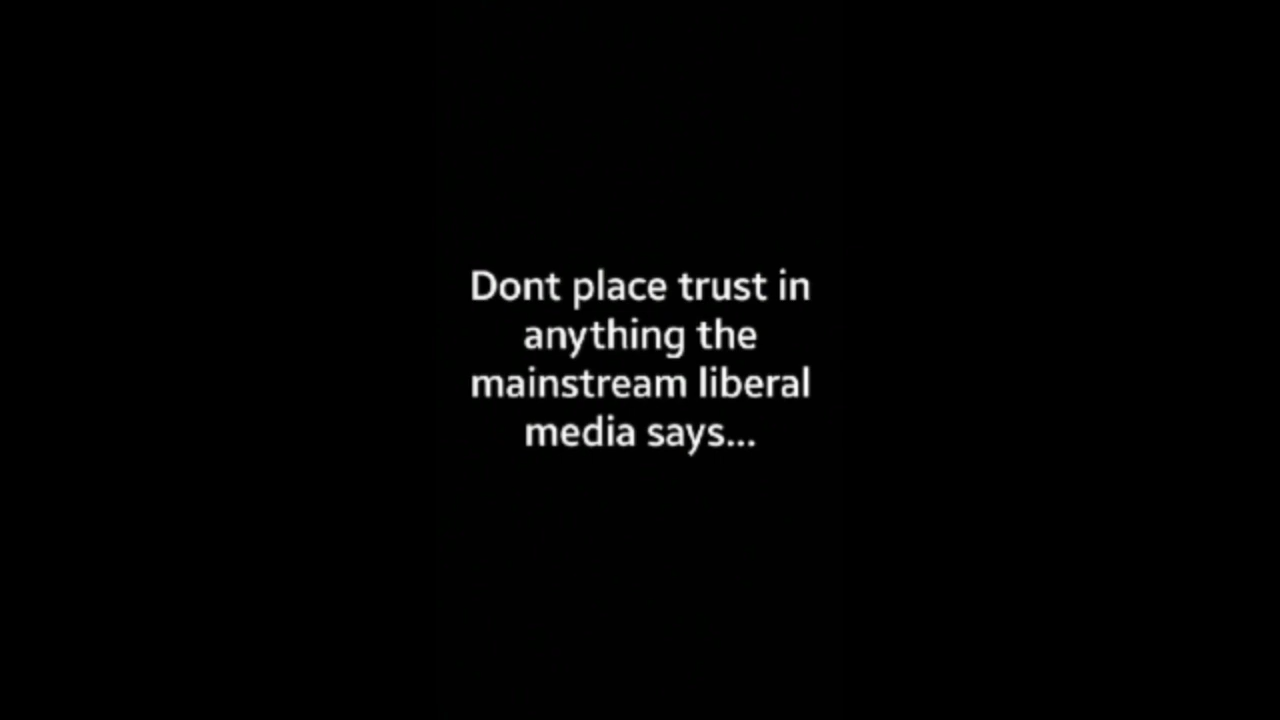 Dont place trust in
anything the
mainstream liberal
media says...